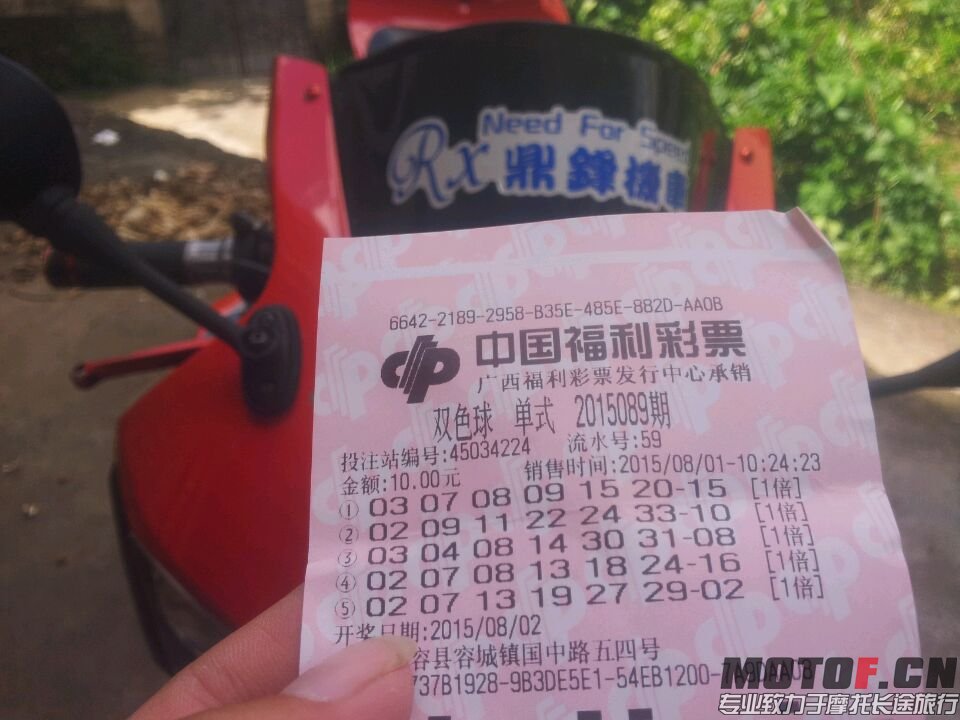 Need For Speed
Rx 鼎鋒機車
6642-2189-2958-B35E-485E-882D-AA0B
中国福利彩票
广西福利彩票发行中心承销
双色球 单式 2015089期
投注站编号:45034224 流水号:59
金额:10.00元 销售时间:2015/08/01-10:24:23
① 03 07 08 09 15 20-15 [1倍]
② 02 09 11 22 24 33-10 [1倍]
③ 03 04 08 14 30 31-08 [1倍]
④ 02 07 08 13 18 24-16 [1倍]
⑤ 02 07 13 19 27 29-02 [1倍]
开奖日期:2015/08/02
容县容城镇国中路五四号
737B1928-9B3DE5E1-54EB1200-7A9DAA0B
MOTOF.CN
专业致力于摩托长途旅行